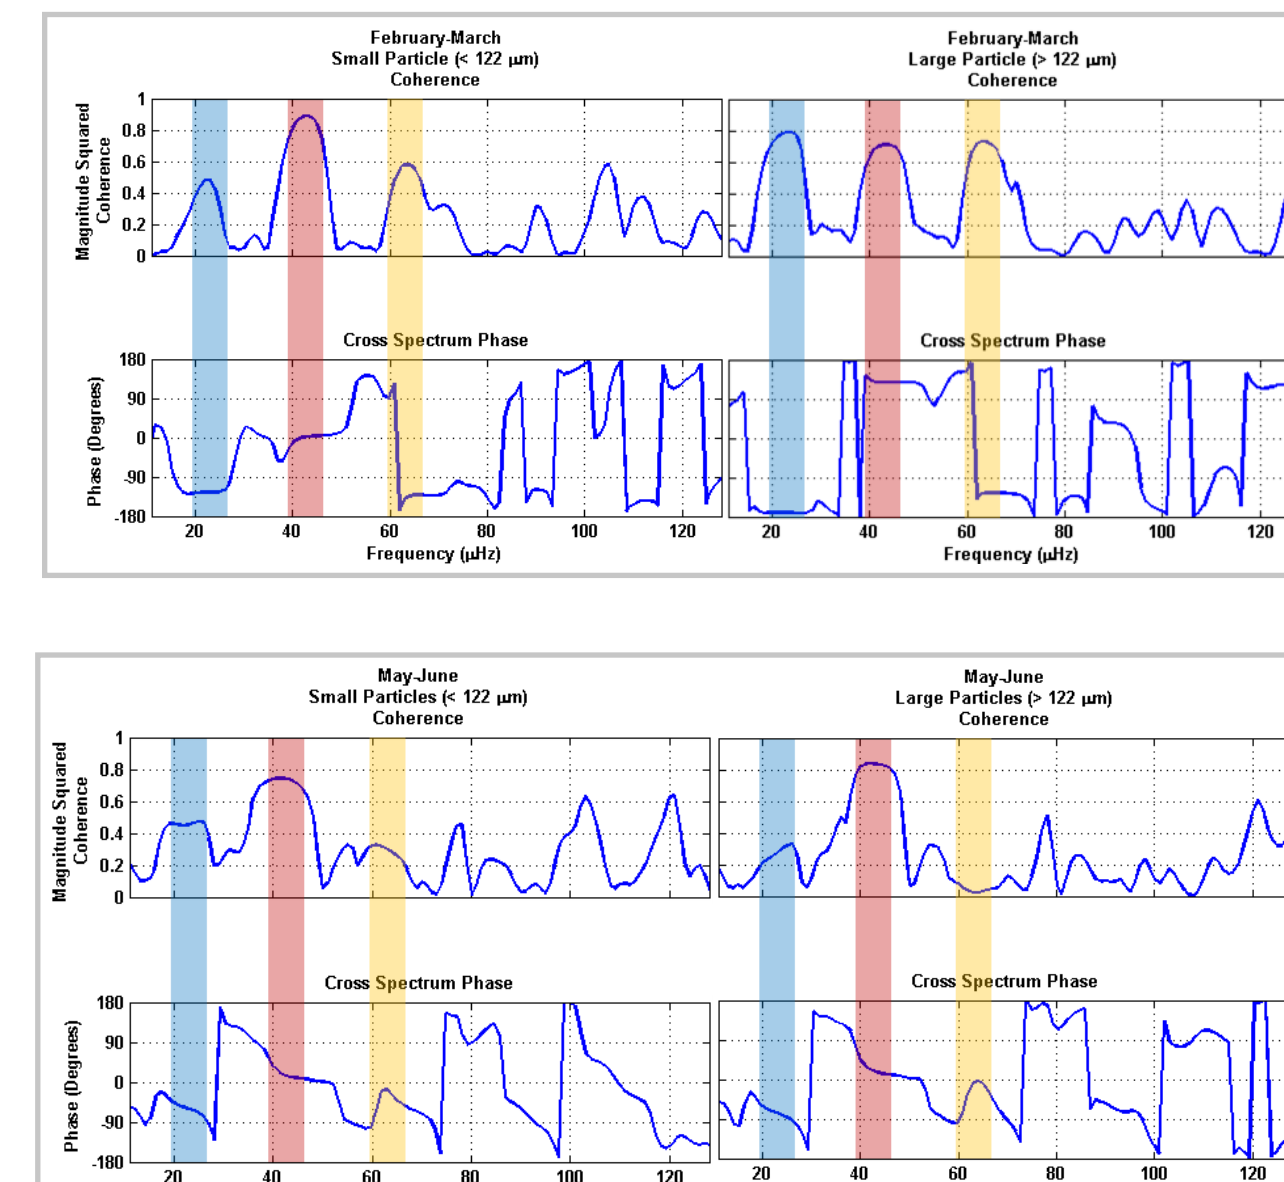 February-March
Small Particle (< 122 μm)
Coherence
February-March
Large Particle (> 122 μm)
Coherence
Magnitude Squared
Coherence
1
0.8
0.6
0.4
0.2
0
Cross Spectrum Phase
Cross Spectrum Phase
Phase (Degrees)
180
90
0
-90
-180
20 40 60 80 100 120
20 40 60 80 100 120
Frequency (μHz)
Frequency (μHz)
May-June
Small Particles (< 122 μm)
Coherence
May-June
Large Particles (> 122 μm)
Coherence
Magnitude Squared
Coherence
1
0.8
0.6
0.4
0.2
0
Cross Spectrum Phase
Cross Spectrum Phase
Phase (Degrees)
180
90
0
-90
-180
20 40 60 80 100 120
20 40 60 80 100 120